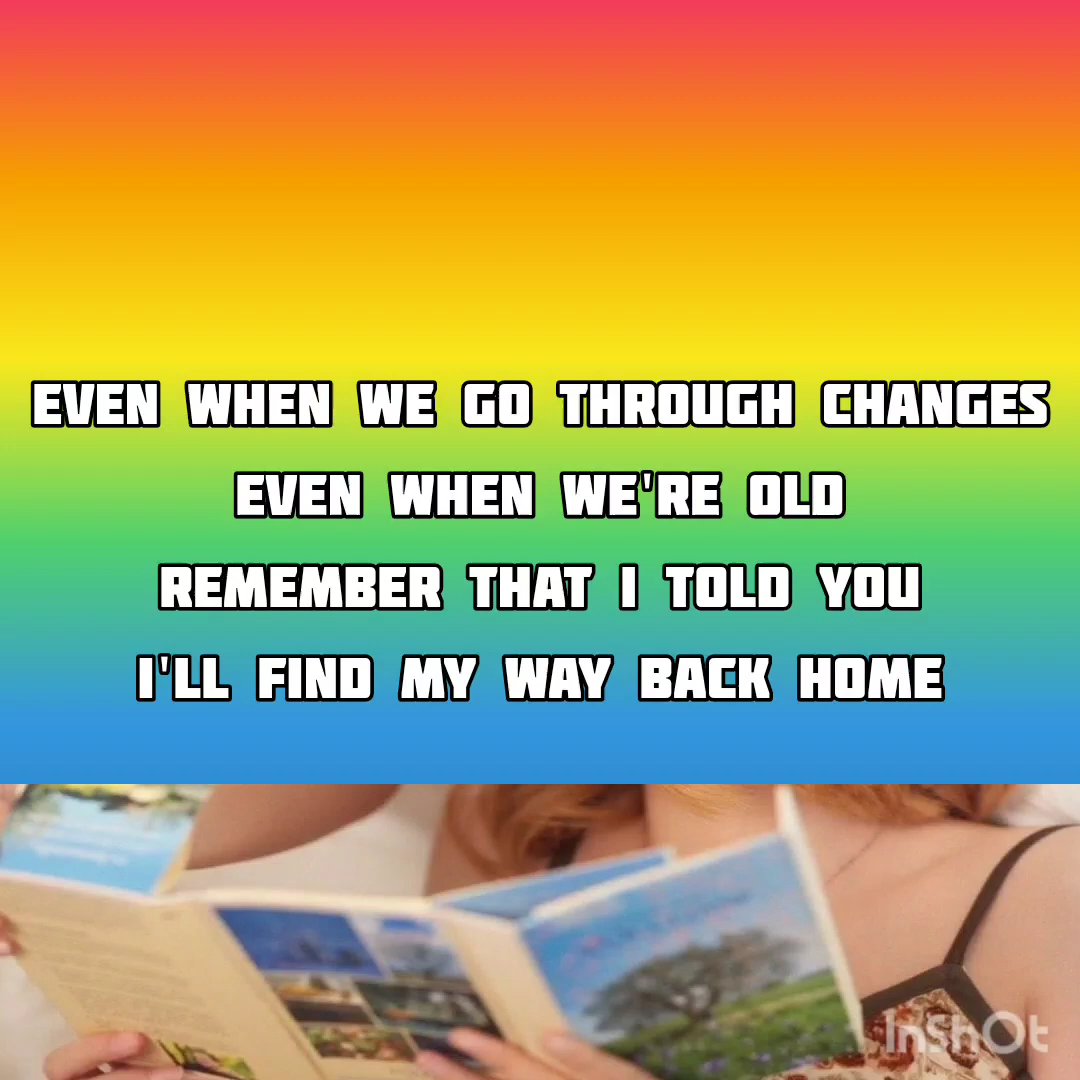 EVEN WHEN WE GO THROUGH CHANGES
EVEN WHEN WE'RE OLD
REMEMBER THAT I TOLD YOU
I'LL FIND MY WAY BACK HOME
InShOt